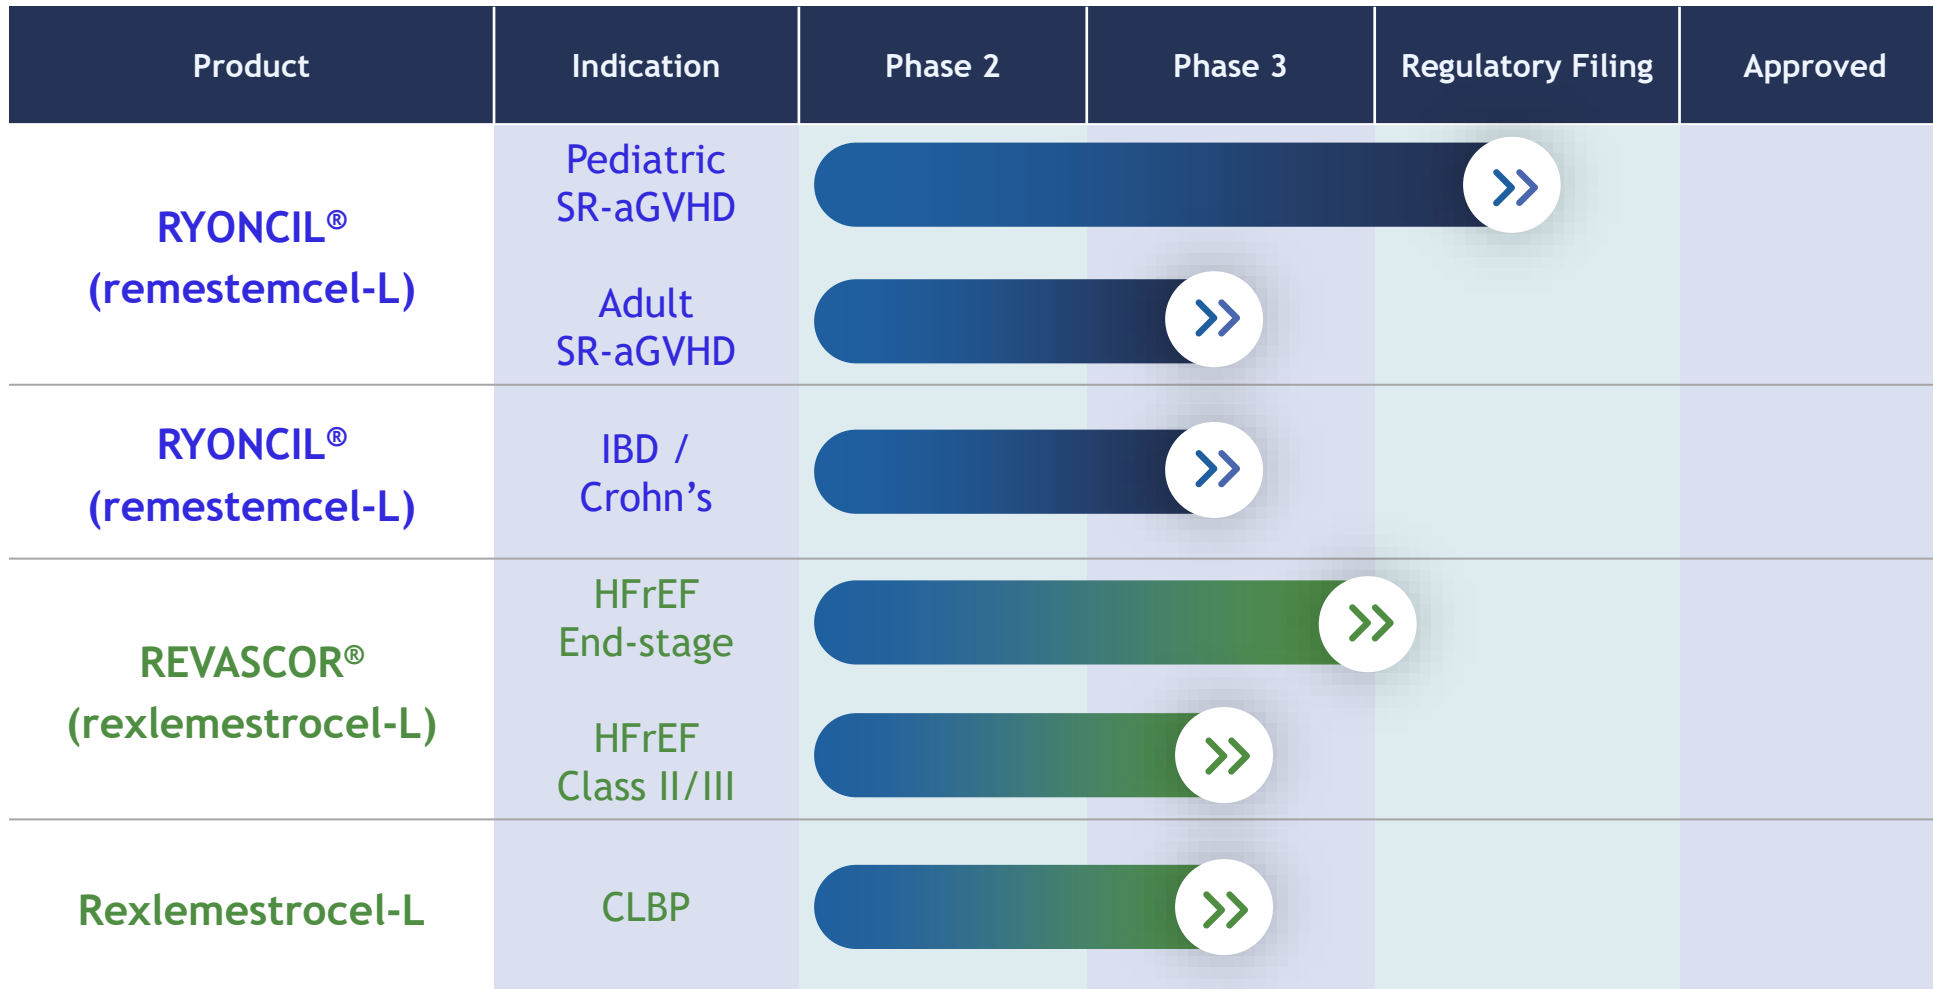 Product Indication Phase 2 Phase 3 Regulatory Filing Approved
RYONCIL®
(remestemcel-L)
Pediatric
SR-aGVHD
Adult
SR-aGVHD
RYONCIL®
(remestemcel-L)
IBD /
Crohn’s
REVASCOR®
(rexlemestrocel-L)
HFrEF
End-stage
HFrEF
Class II/III
Rexlemestrocel-L
CLBP